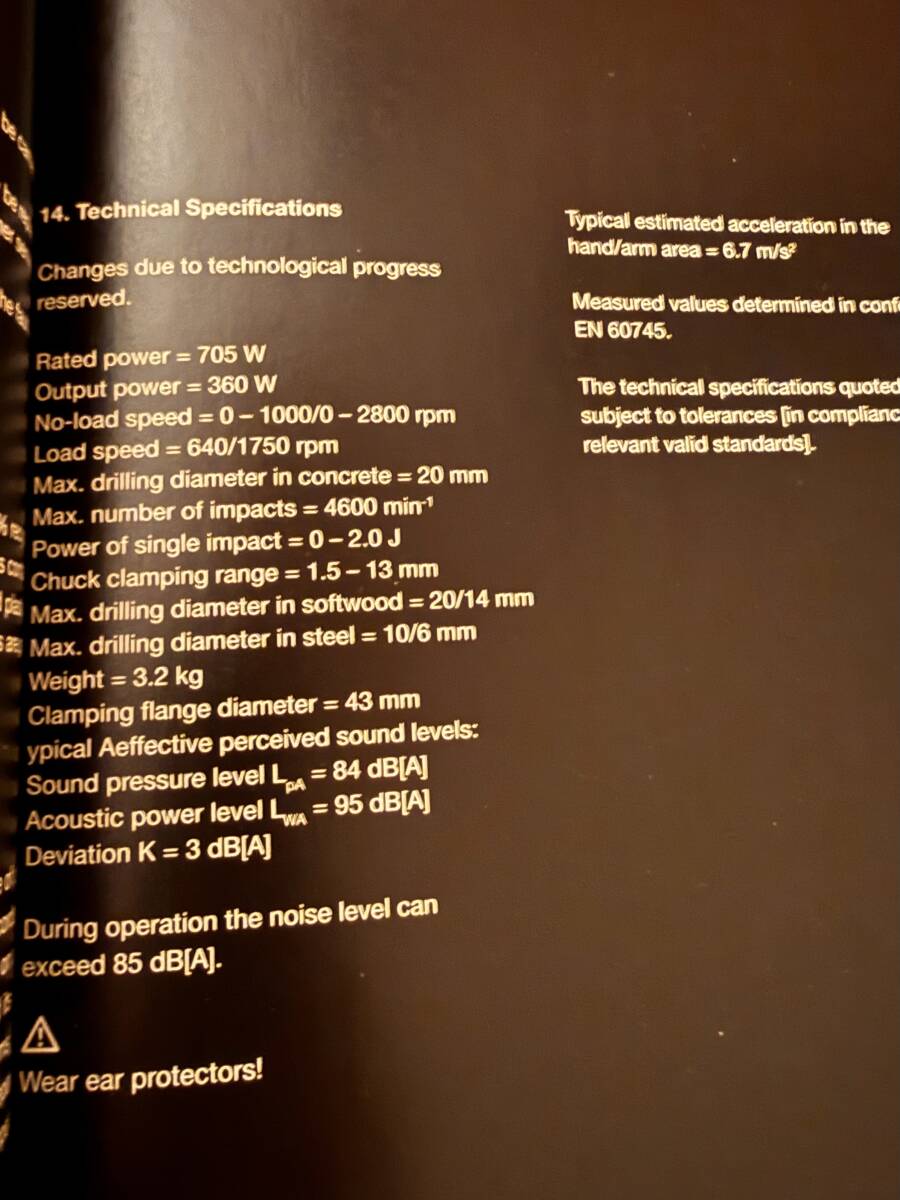 14. Technical Specifications
Changes due to technological progress
reserved.
Rated power = 705 W
Output power = 360 W
No-load speed = 0 – 1000/0 – 2800 rpm
Load speed = 640/1750 rpm
Max. drilling diameter in concrete = 20 mm
Max. number of impacts = 4600 min⁻¹
Power of single impact = 0 – 2.0 J
Chuck clamping range = 1.5 – 13 mm
Max. drilling diameter in softwood = 20/14 mm
Max. drilling diameter in steel = 10/6 mm
Weight = 3.2 kg
Clamping flange diameter = 43 mm
ypical Aeffective perceived sound levels:
Sound pressure level LpA = 84 dB[A]
Acoustic power level LWA = 95 dB[A]
Deviation K = 3 dB[A]
During operation the noise level can
exceed 85 dB[A].
Wear ear protectors!
Typical estimated acceleration in the
hand/arm area = 6.7 m/s²
Measured values determined in conf
EN 60745.
The technical specifications quoted
subject to tolerances [in complianc
relevant valid standards].